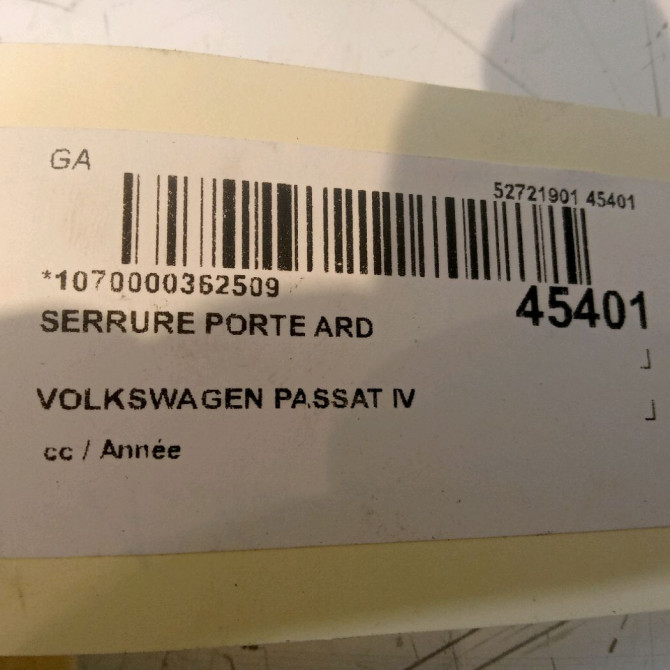 GA
52721901 45401
*1070000362509
45401
SERRURE PORTE ARD
VOLKSWAGEN PASSAT IV
cc / Année